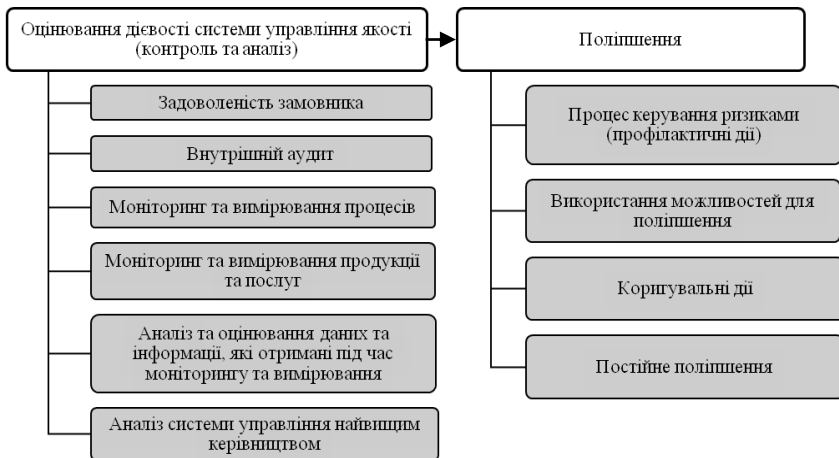 Оцінювання дієвості системи управління якості
(контроль та аналіз)
Задоволеність замовника
Внутрішній аудит
Моніторинг та вимірювання процесів
Моніторинг та вимірювання продукції
та послуг
Аналіз та оцінювання даних та
інформації, які отримані під час
моніторингу та вимірювання
Аналіз системи управління найвищим
керівництвом
Поліпшення
Процес керування ризиками
(профілактичні дії)
Використання можливостей для
поліпшення
Коригувальні дії
Постійне поліпшення